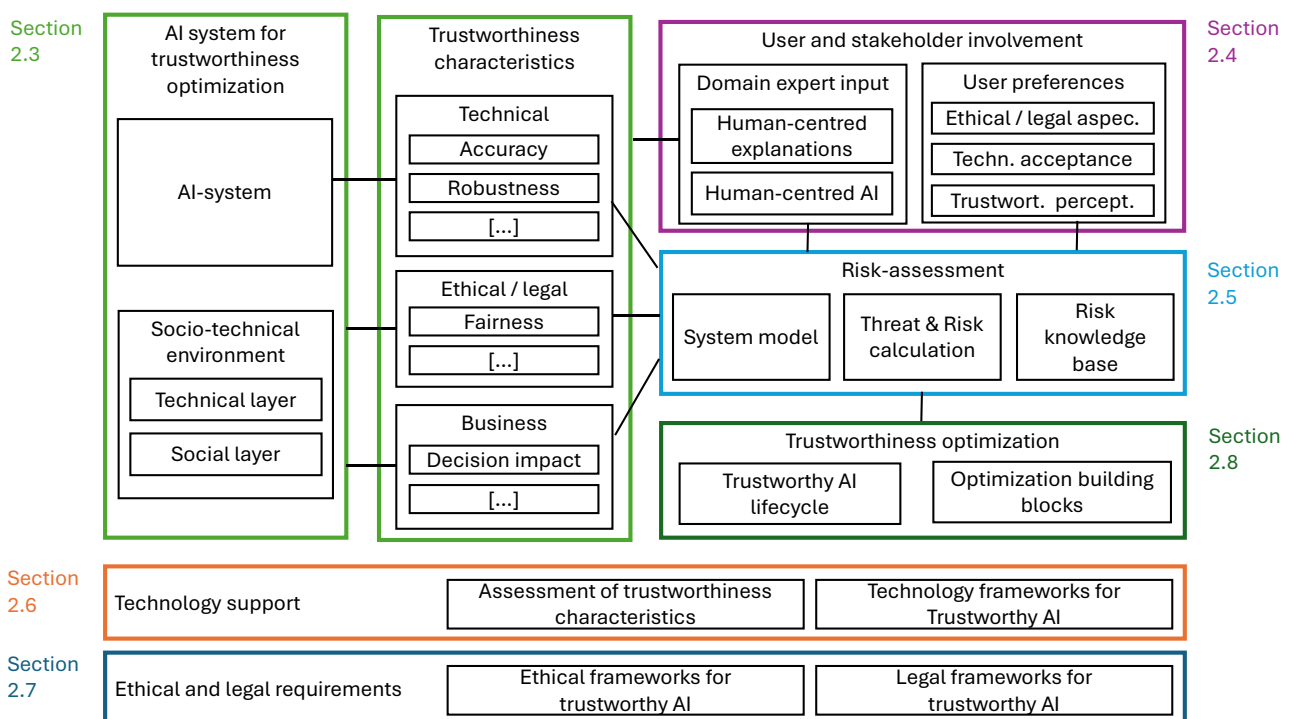 Section
2.3
AI system for
trustworthiness
optimization
AI-system
Socio-technical
environment
Technical layer
Social layer
Trustworthiness
characteristics
Technical
Accuracy
Robustness
[...]
Ethical / legal
Fairness
[...]
Business
Decision impact
[...]
User and stakeholder involvement
Domain expert input
Human-centred
explanations
Human-centred AI
User preferences
Ethical / legal aspec.
Techn. acceptance
Trustwort. percept.
Section
2.4
Risk-assessment
System model
Threat & Risk
calculation
Risk
knowledge
base
Section
2.5
Trustworthiness optimization
Trustworthy AI
lifecycle
Optimization building
blocks
Section
2.8
Section
2.6
Technology support
Assessment of trustworthiness
characteristics
Technology frameworks for
Trustworthy AI
Section
2.7
Ethical and legal requirements
Ethical frameworks for
trustworthy AI
Legal frameworks for
trustworthy AI